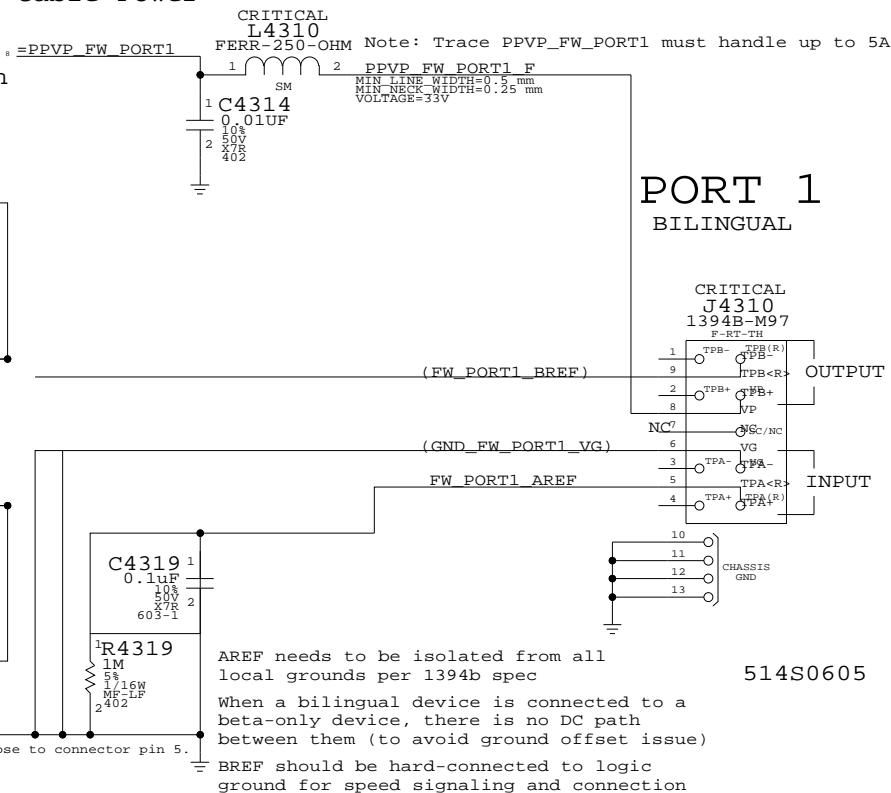 Cable Power
CRITICAL
L4310
FERR-250-OHM
Note: Trace PPVP_FW_PORT1 must handle up to 5A
8
=PPVP_FW_PORT1
1
2
SM
PPVP_FW_PORT1_F
MIN_LINE_WIDTH=0.5 mm
MIN_NECK_WIDTH=0.25 mm
VOLTAGE=33V
1
C4314
0.01UF
10%
50V
X7R
402
2
PORT 1
BILINGUAL
CRITICAL
J4310
1394B-M97
F-RT-TH
1
TPB-
TPB(R)
TPB-
(FW_PORT1_BREF)
9
TPB<R>
OUTPUT
2
TPB+
VP
TPB+
8
VP
NC
7
NC
SC/NC
(GND_FW_PORT1_VG)
6
VG
3
TPA-
VG
TPA-
FW_PORT1_AREF
5
TPA<R>
INPUT
4
TPA+
TPA(R)
TPA+
10
11
12
13
CHASSIS
GND
C4319
0.1uF
10%
50V
X7R
603-1
1
2
1
R4319
1M
5%
1/16W
MF-LF
402
2
AREF needs to be isolated from all
local grounds per 1394b spec
514S0605
When a bilingual device is connected to a
beta-only device, there is no DC path
between them (to avoid ground offset issue)
ose to connector pin 5.
BREF should be hard-connected to logic
ground for speed signaling and connection